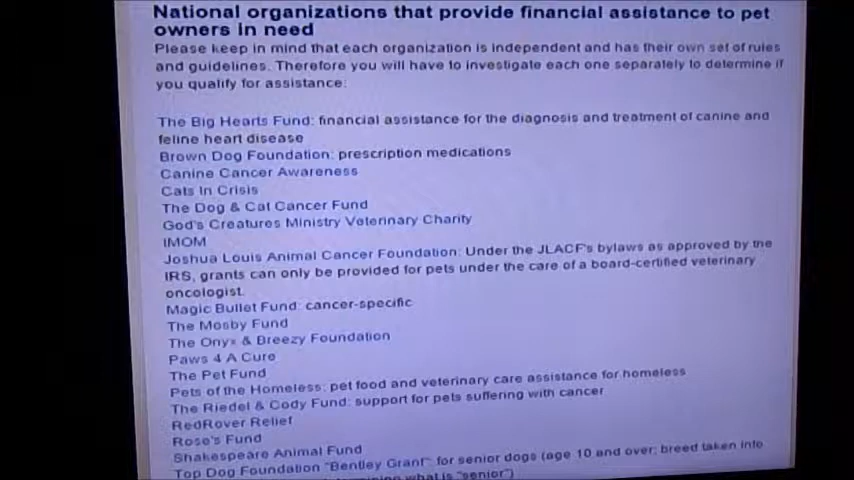 National organizations that provide financial assistance to pet
owners in need
Please keep in mind that each organization is independent and has their own set of rules
and guidelines. Therefore you will have to investigate each one separately to determine if
you qualify for assistance:
The Big Hearts Fund: financial assistance for the diagnosis and treatment of canine and
feline heart disease
Brown Dog Foundation: prescription medications
Canine Cancer Awareness
Cats In Crisis
The Dog & Cat Cancer Fund
God's Creatures Ministry Veterinary Charity
IMOM
Joshua Louis Animal Cancer Foundation: Under the JLACF's bylaws as approved by the
IRS, grants can only be provided for pets under the care of a board-certified veterinary
oncologist.
Magic Bullet Fund: cancer-specific
The Mosby Fund
The Onyx & Breezy Foundation
Paws 4 A Cure
The Pet Fund
Pets of the Homeless: pet food and veterinary care assistance for homeless
The Riedel & Cody Fund: support for pets suffering with cancer
RedRover Relief
Rose's Fund
Shakespeare Animal Fund
Top Dog Foundation "Bentley Grant" for senior dogs (age 10 and over; breed taken into
what is "senior")